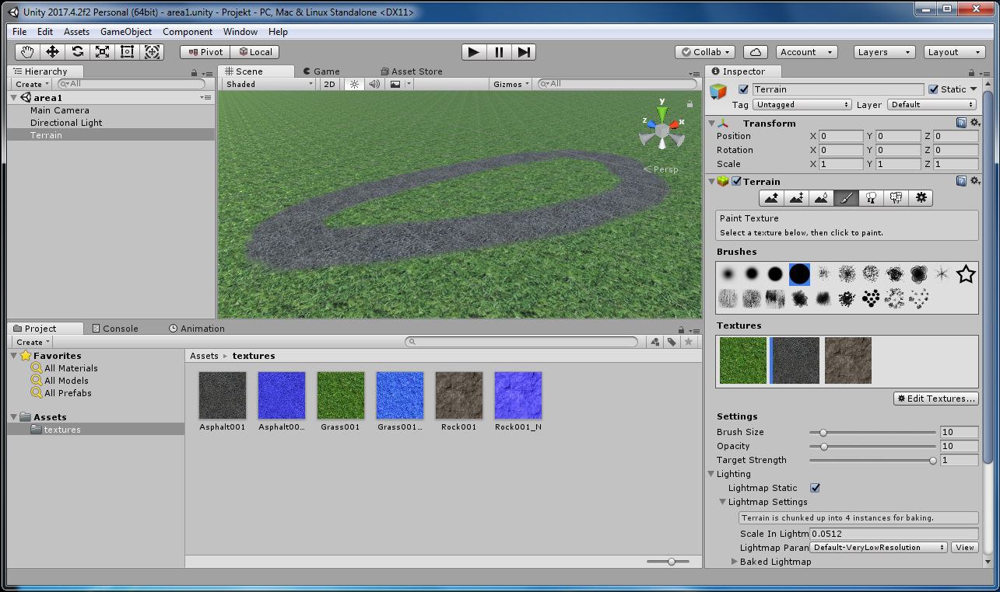 Unity 2017.4.2f2 Personal (64bit) - area1.unity - Projekt - PC, Mac & Linux Standalone <DX11>
File Edit Assets GameObject Component Window Help
Pivot Local Collab Account Layers Layout
Hierarchy
Create All
area1
Main Camera
Directional Light
Terrain
Scene Game Asset Store
Shaded 2D Gizmos All
y
z x
Persp
Project Console Animation
Create
Favorites
All Materials
All Models
All Prefabs
Assets
textures
Assets textures
Asphalt001 Asphalt00... Grass001 Grass001... Rock001 Rock001_N
Inspector
Terrain Static
Tag Untagged Layer Default
Transform
Position X 0 Y 0 Z 0
Rotation X 0 Y 0 Z 0
Scale X 1 Y 1 Z 1
Terrain
Paint Texture
Select a texture below, then click to paint.
Brushes
Textures
Edit Textures...
Settings
Brush Size 10
Opacity 10
Target Strength 1
Lighting
Lightmap Static
Lightmap Settings
Terrain is chunked up into 4 instances for baking.
Scale In Lightm 0.0512
Lightmap Paran Default-VeryLowResolution View
Baked Lightmap